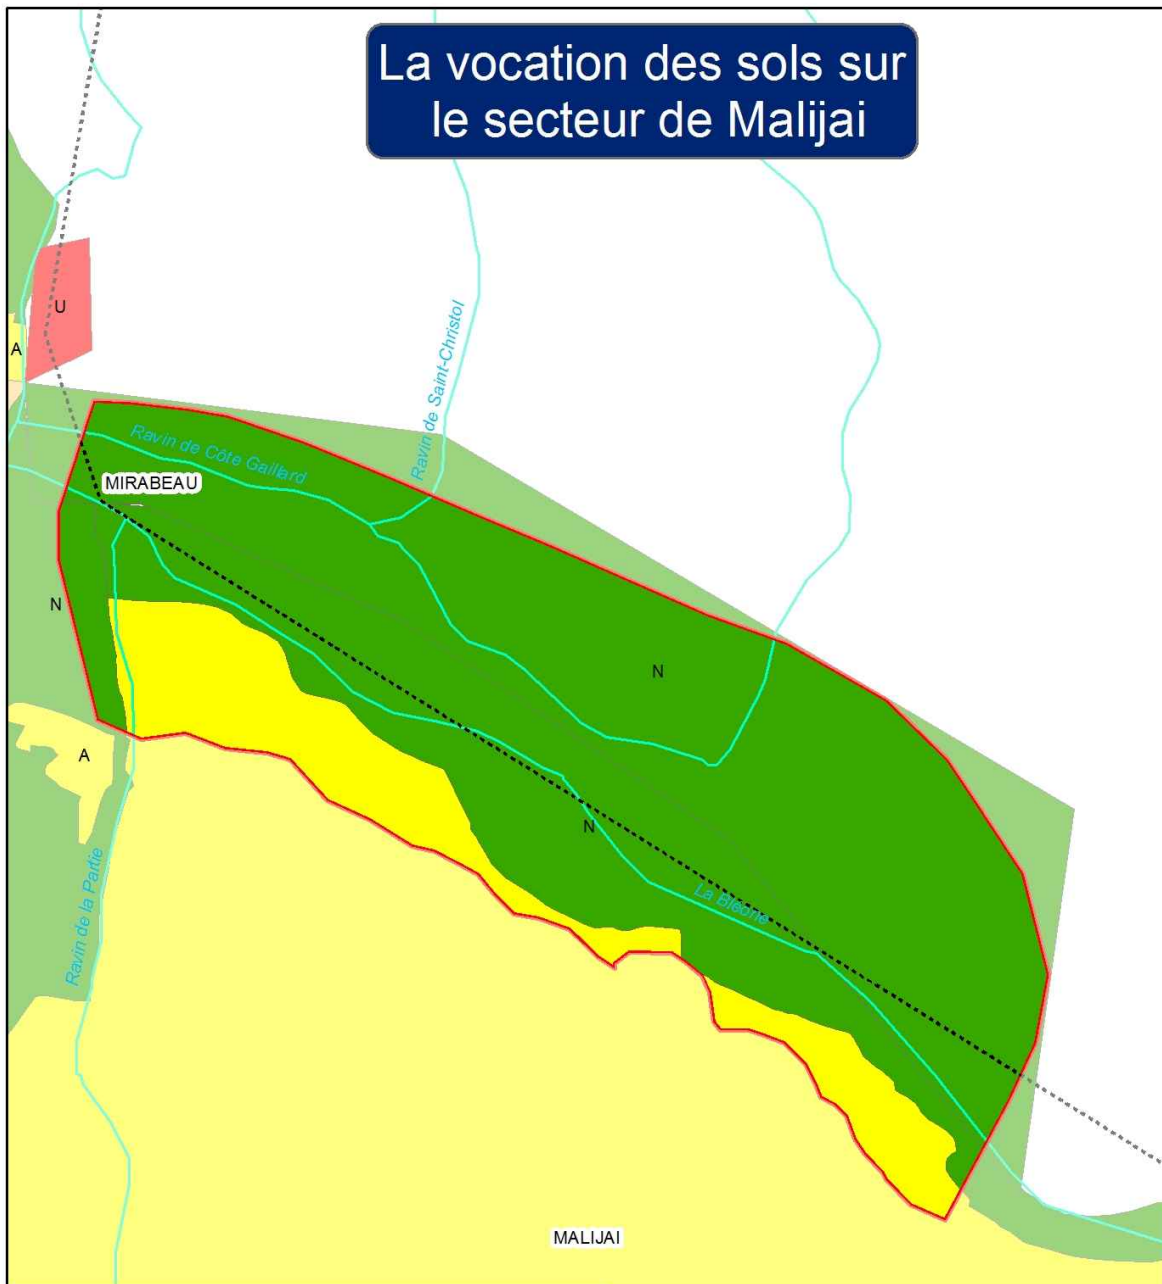 La vocation des sols sur
le secteur de Malijai
U
A
Ravin de Saint-Christol
Ravin de Côte Gaillard
MIRABEAU
N
N
A
N
La Bléone
Ravin de la Partie
MALIJAI